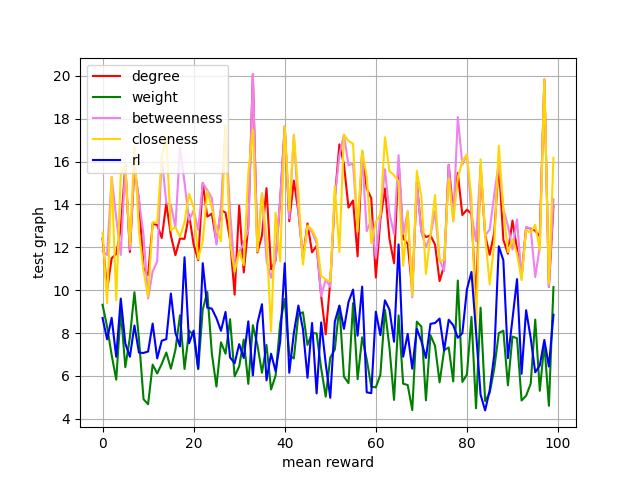 degree
weight
betweenness
closeness
rl
20
18
16
14
12
10
8
6
4
test graph
0 20 40 60 80 100
mean reward